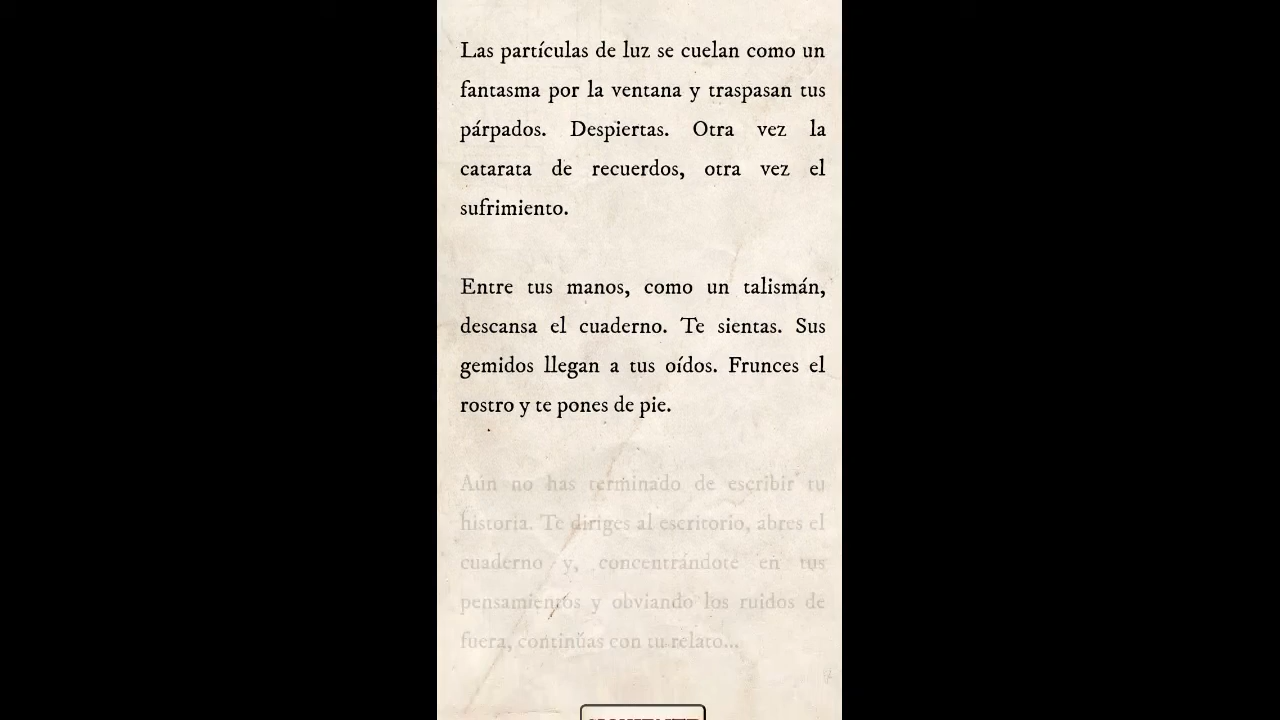 Las partículas de luz se cuelan como un
fantasma por la ventana y traspasan tus
párpados. Despiertas. Otra vez la
catarata de recuerdos, otra vez el
sufrimiento.
Entre tus manos, como un talismán,
descansa el cuaderno. Te sientas. Sus
gemidos llegan a tus oídos. Frunces el
rostro y te pones de pie.
Aún no has terminado de escribir tu
historia. Te diriges al escritorio, abres el
cuaderno y, concentrándote en tus
pensamientos y obviando los ruidos de
fuera, continúas con tu relato...